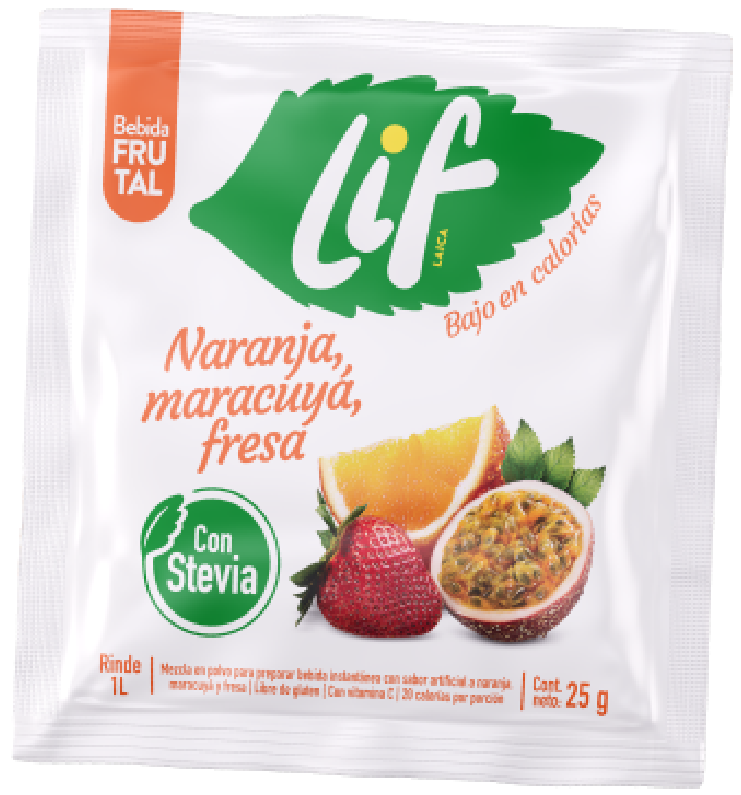 Bebida
FRU
TAL
Lif
LAICA
Bajo en calorías
Naranja,
maracuyá,
fresa
Con
Stevia
Rinde
1L
Mezcla en polvo para preparar bebida instantánea con sabor artificial a naranja,
maracuyá y fresa | Libre de gluten | Con vitamina C | 20 calorías por porción
Cont.
neto: 25 g